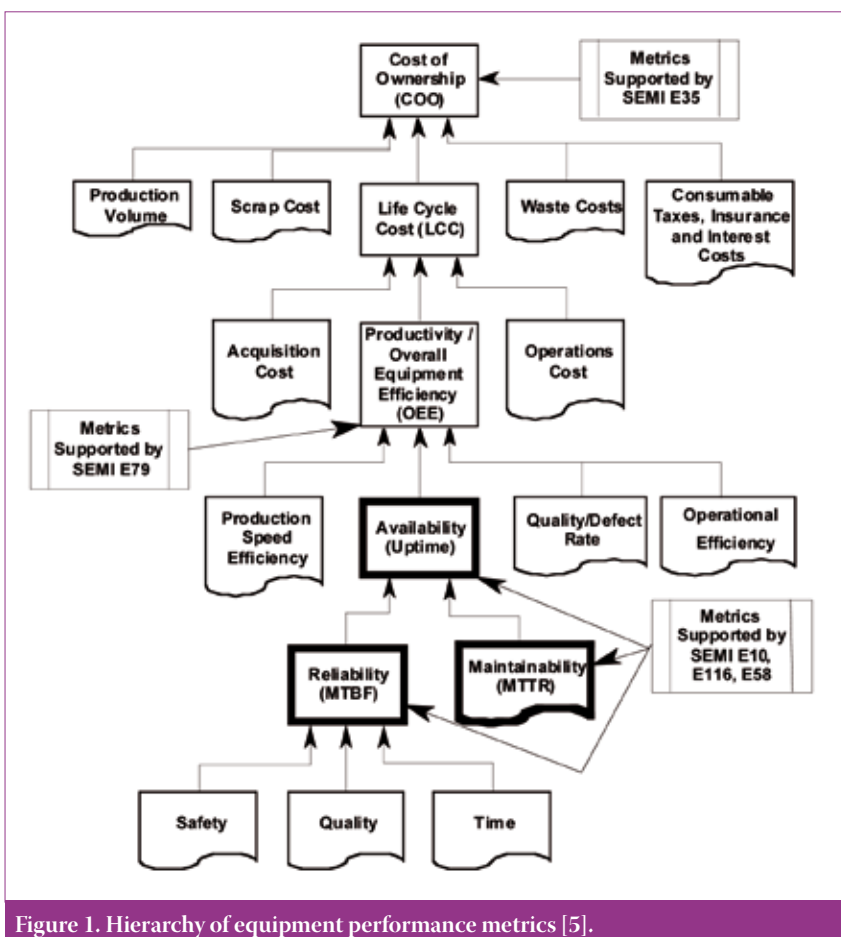 Cost of
Ownership
(COO)
Metrics
Supported by
SEMI E35
Production
Volume
Scrap Cost
Life Cycle
Cost (LCC)
Waste Costs
Consumable
Taxes, Insurance
and Interest
Costs
Acquisition
Cost
Productivity /
Overall
Equipment
Efficiency
(OEE)
Operations
Cost
Metrics
Supported by
SEMI E79
Production
Speed
Efficiency
Availability
(Uptime)
Quality/Defect
Rate
Operational
Efficiency
Metrics
Supported by
SEMI E10,
E116, E58
Reliability
(MTBF)
Maintainability
(MTTR)
Safety
Quality
Time
Figure 1. Hierarchy of equipment performance metrics [5].